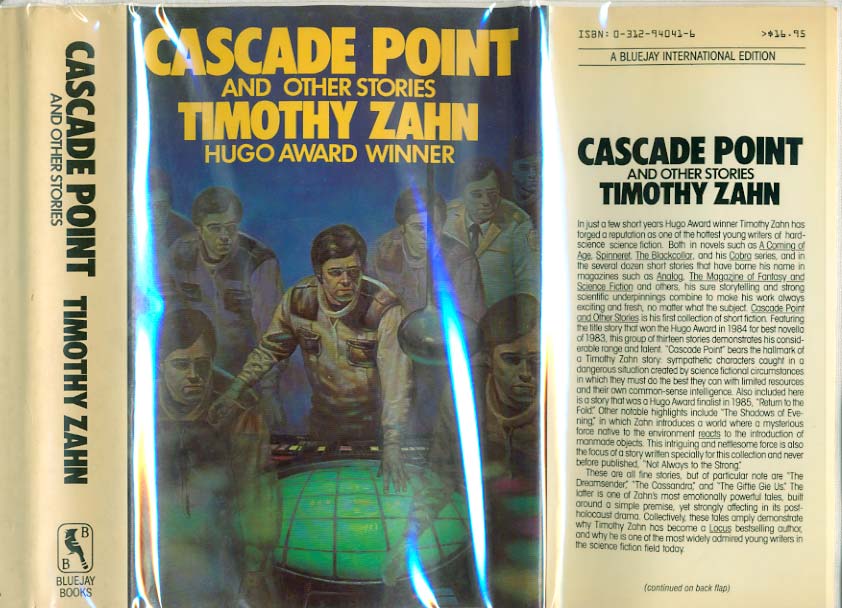 CASCADE POINT
AND OTHER STORIES
TIMOTHY ZAHN
B
B
BLUEJAY
BOOKS
CASCADE POINT
AND OTHER STORIES
TIMOTHY ZAHN
HUGO AWARD WINNER
ISBN: 0-312-94041-6 >$16.95
A BLUEJAY INTERNATIONAL EDITION
CASCADE POINT
AND OTHER STORIES
TIMOTHY ZAHN
In just a few short years Hugo Award winner Timothy Zahn has
forged a reputation as one of the hottest young writers of hard-
science science fiction. Both in novels such as A Coming of
Age, Spinneret, The Blackcollar, and his Cobra series, and in
the several dozen short stories that have borne his name in
magazines such as Analog, The Magazine of Fantasy and
Science Fiction and others, his sure storytelling and strong
scientific underpinnings combine to make his work always
exciting and fresh, no matter what the subject. Cascade Point
and Other Stories is his first collection of short fiction. Featuring
the title story that won the Hugo Award in 1984 for best novella
of 1983, this group of thirteen stories demonstrates his consid-
erable range and talent. "Cascade Point" bears the hallmark of
a Timothy Zahn story: sympathetic characters caught in a
dangerous situation created by science fictional circumstances
in which they must do the best they can with limited resources
and their own common-sense intelligence. Also included here
is a story that was a Hugo Award finalist in 1985, "Return to the
Fold." Other notable highlights include "The Shadows of Eve-
ning," in which Zahn introduces a world where a mysterious
force native to the environment reacts to the introduction of
manmade objects. This intriguing and nettlesome force is also
the focus of a story written specially for this collection and never
before published, "Not Always to the Strong."
These are all fine stories, but of particular note are "The
Dreamsender," "The Cassandra," and "The Giftie Gie Us." The
latter is one of Zahn's most emotionally powerful tales, built
around a simple premise, yet strongly affecting in its post-
holocaust drama. Collectively, these tales amply demonstrate
why Timothy Zahn has become a Locus bestselling author,
and why he is one of the most widely admired young writers in
the science fiction field today.
(continued on back flap)